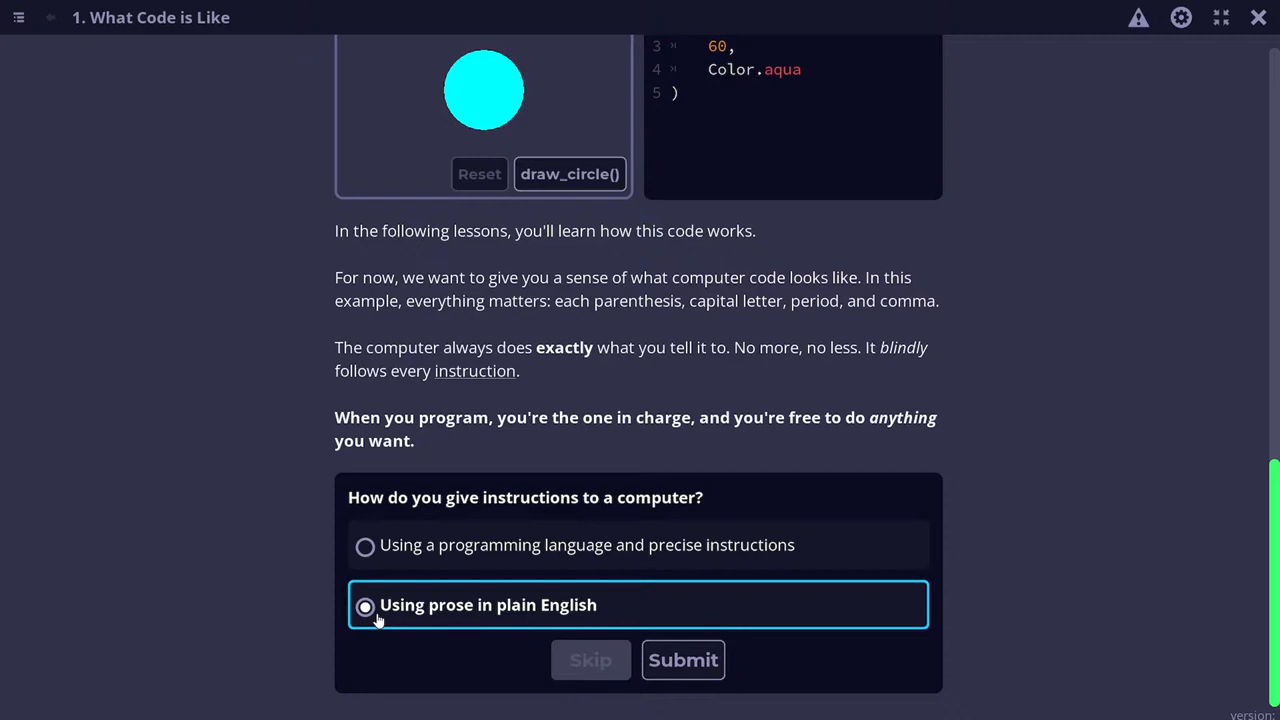 1. What Code is Like
3 60,
4 Color.aqua
5 )
Reset draw_circle()
In the following lessons, you'll learn how this code works.
For now, we want to give you a sense of what computer code looks like. In this
example, everything matters: each parenthesis, capital letter, period, and comma.
The computer always does exactly what you tell it to. No more, no less. It blindly
follows every instruction.
When you program, you're the one in charge, and you're free to do anything
you want.
How do you give instructions to a computer?
Using a programming language and precise instructions
Using prose in plain English
Skip Submit
version: